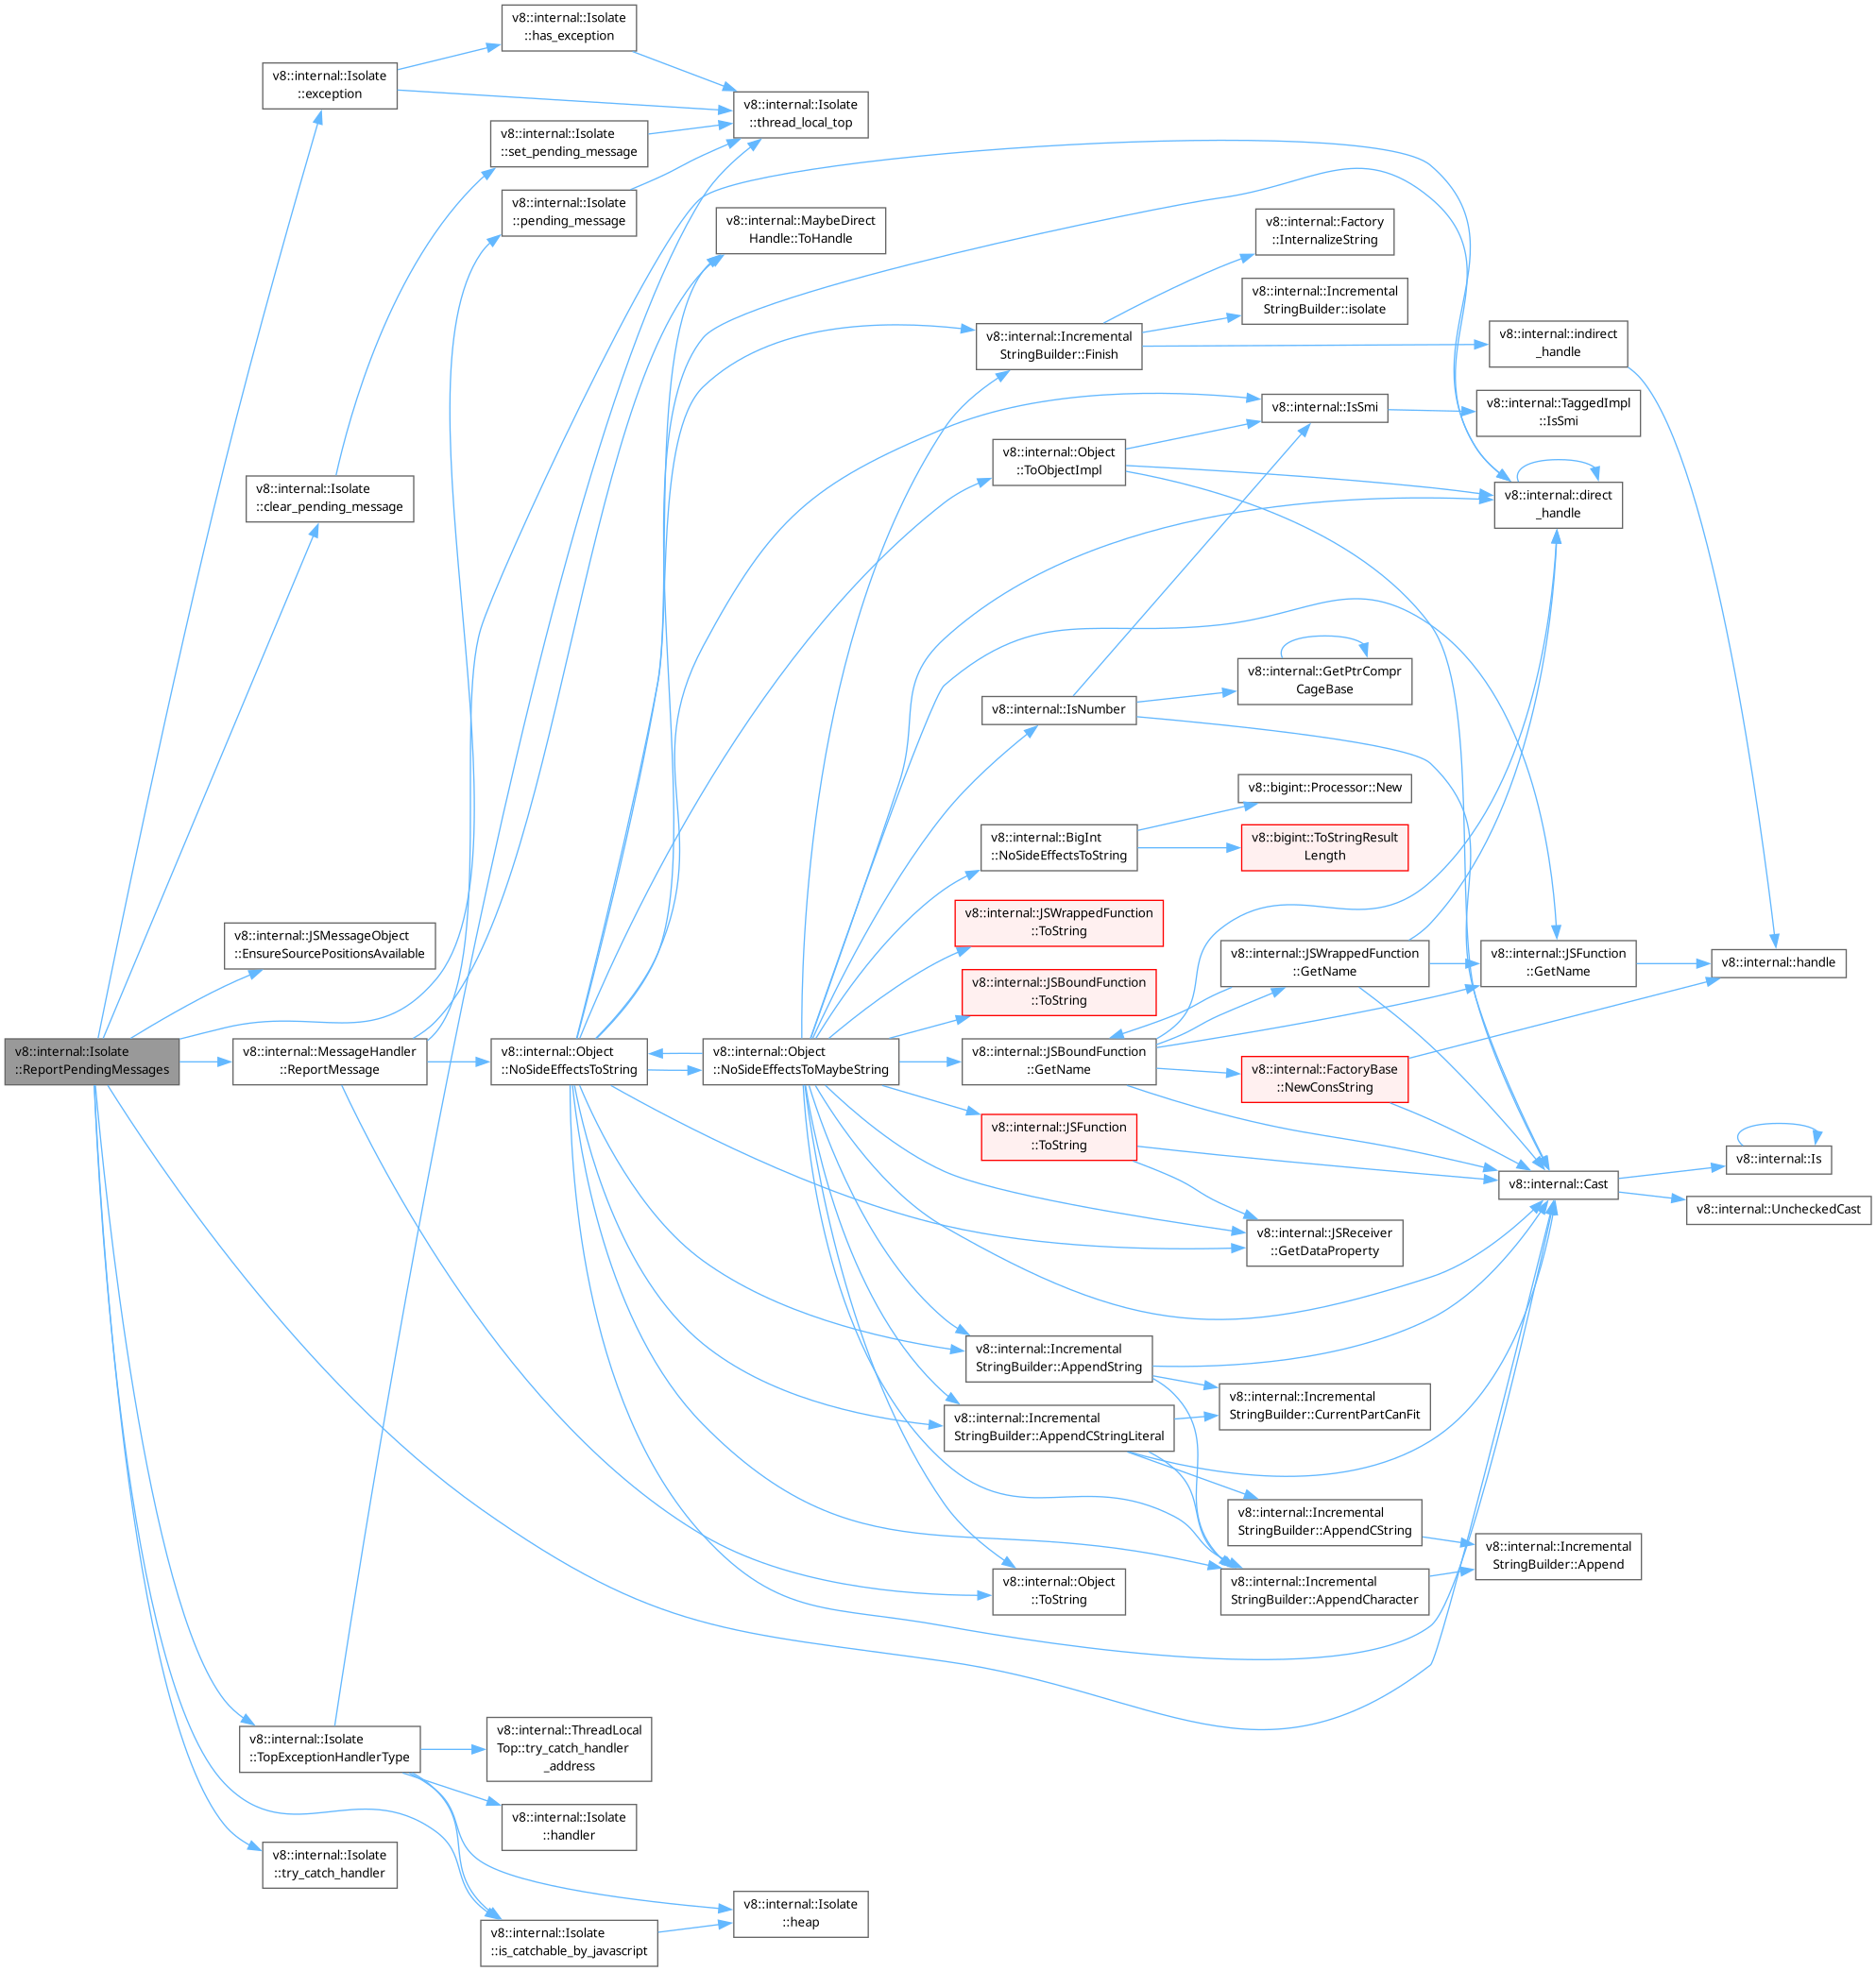 v8::internal::Isolate
::has_exception
v8::internal::Isolate
::exception
v8::internal::Isolate
::thread_local_top
v8::internal::Isolate
::set_pending_message
v8::internal::Isolate
::pending_message
v8::internal::MaybeDirect
Handle::ToHandle
v8::internal::Factory
::InternalizeString
v8::internal::Incremental
StringBuilder::isolate
v8::internal::Incremental
StringBuilder::Finish
v8::internal::indirect
_handle
v8::internal::IsSmi
v8::internal::TaggedImpl
::IsSmi
v8::internal::Object
::ToObjectImpl
v8::internal::Isolate
::clear_pending_message
v8::internal::direct
_handle
v8::internal::GetPtrCompr
CageBase
v8::internal::IsNumber
v8::bigint::Processor::New
v8::internal::BigInt
::NoSideEffectsToString
v8::bigint::ToStringResult
Length
v8::internal::JSWrappedFunction
::ToString
v8::internal::JSMessageObject
::EnsureSourcePositionsAvailable
v8::internal::JSWrappedFunction
::GetName
v8::internal::JSFunction
::GetName
v8::internal::handle
v8::internal::JSBoundFunction
::ToString
v8::internal::Isolate
::ReportPendingMessages
v8::internal::MessageHandler
::ReportMessage
v8::internal::Object
::NoSideEffectsToString
v8::internal::Object
::NoSideEffectsToMaybeString
v8::internal::JSBoundFunction
::GetName
v8::internal::FactoryBase
::NewConsString
v8::internal::JSFunction
::ToString
v8::internal::Is
v8::internal::Cast
v8::internal::UncheckedCast
v8::internal::JSReceiver
::GetDataProperty
v8::internal::Incremental
StringBuilder::AppendString
v8::internal::Incremental
StringBuilder::CurrentPartCanFit
v8::internal::Incremental
StringBuilder::AppendCStringLiteral
v8::internal::Incremental
StringBuilder::AppendCString
v8::internal::Incremental
StringBuilder::Append
v8::internal::Object
::ToString
v8::internal::Incremental
StringBuilder::AppendCharacter
v8::internal::Isolate
::TopExceptionHandlerType
v8::internal::ThreadLocal
Top::try_catch_handler
_address
v8::internal::Isolate
::handler
v8::internal::Isolate
::try_catch_handler
v8::internal::Isolate
::heap
v8::internal::Isolate
::is_catchable_by_javascript